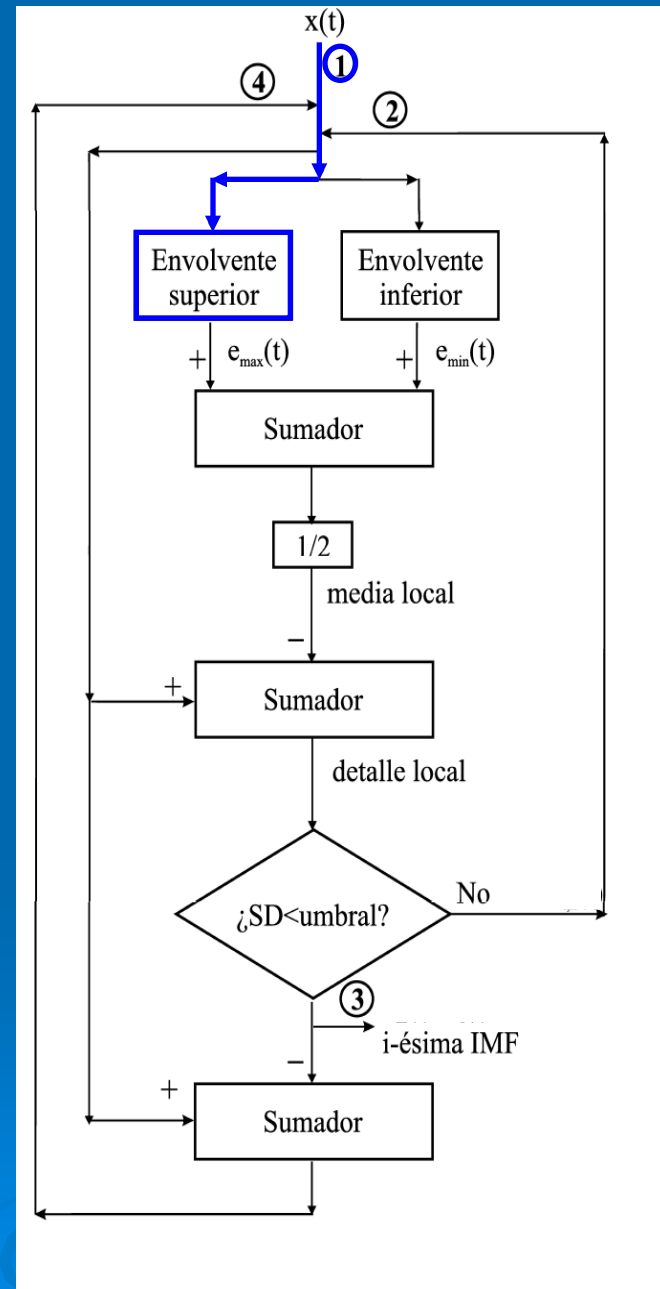 x(t)
1
4
2
Envolvente
superior
Envolvente
inferior
+ e_max(t)
+ e_min(t)
Sumador
1/2
media local
–
+
Sumador
detalle local
¿SD<umbral?
No
3
i-ésima IMF
–
+
Sumador